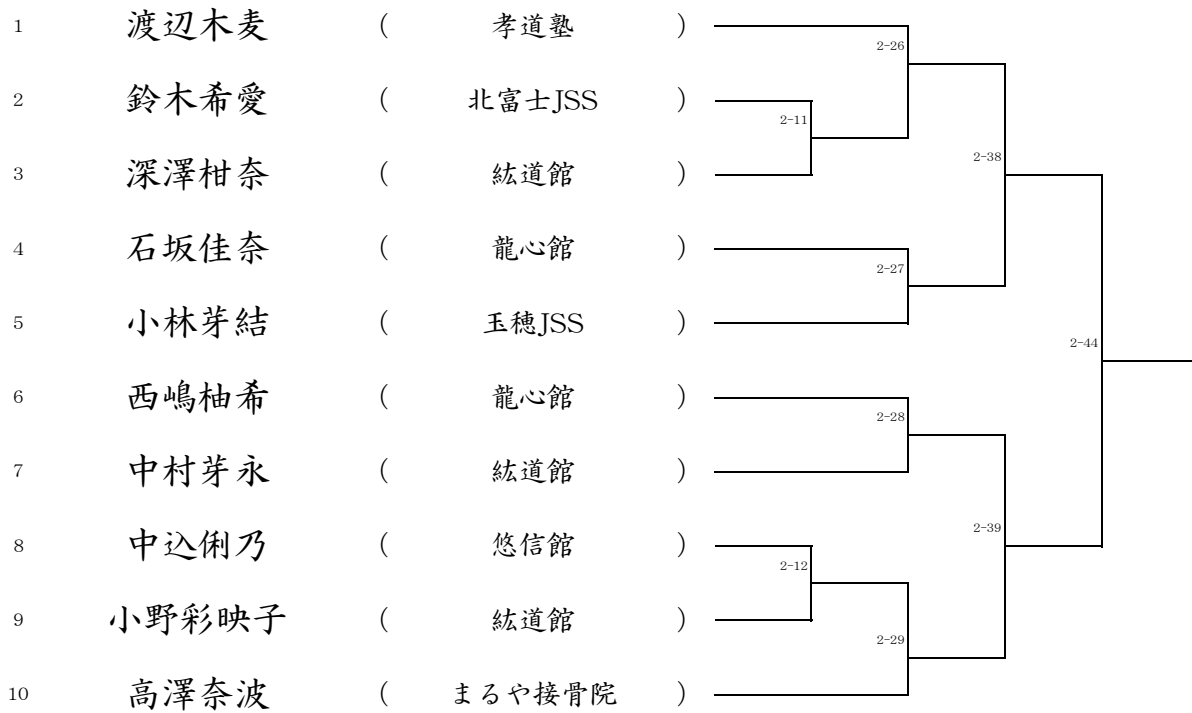 1 渡辺木麦 ( 孝道塾 )
2-26
2 鈴木希愛 ( 北富士JSS )
2-11
2-38
3 深澤柑奈 ( 紘道館 )
4 石坂佳奈 ( 龍心館 )
2-27
5 小林芽結 ( 玉穂JSS )
2-44
6 西嶋柚希 ( 龍心館 )
2-28
7 中村芽永 ( 紘道館 )
2-39
8 中込俐乃 ( 悠信館 )
2-12
9 小野彩映子 ( 紘道館 )
2-29
10 高澤奈波 ( まるや接骨院 )